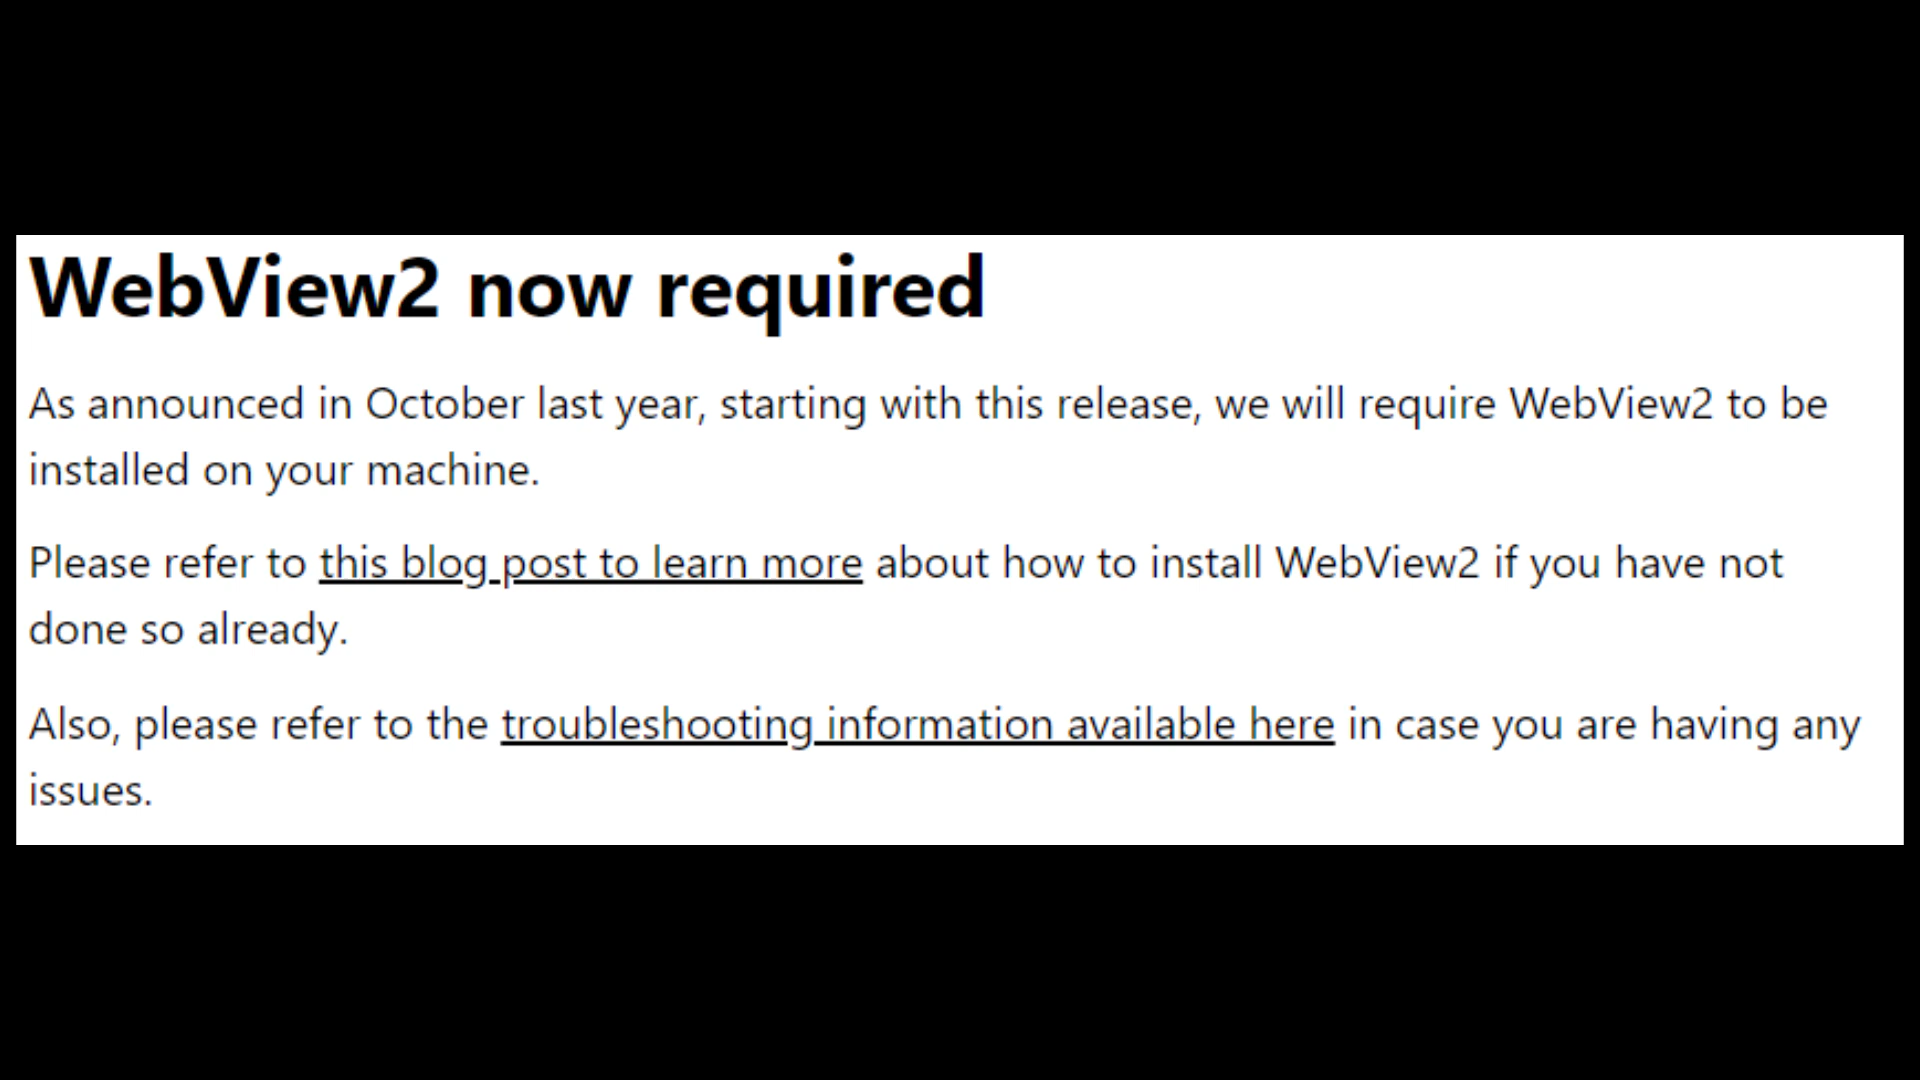 WebView2 now required
As announced in October last year, starting with this release, we will require WebView2 to be
installed on your machine.
Please refer to this blog post to learn more about how to install WebView2 if you have not
done so already.
Also, please refer to the troubleshooting information available here in case you are having any
issues.